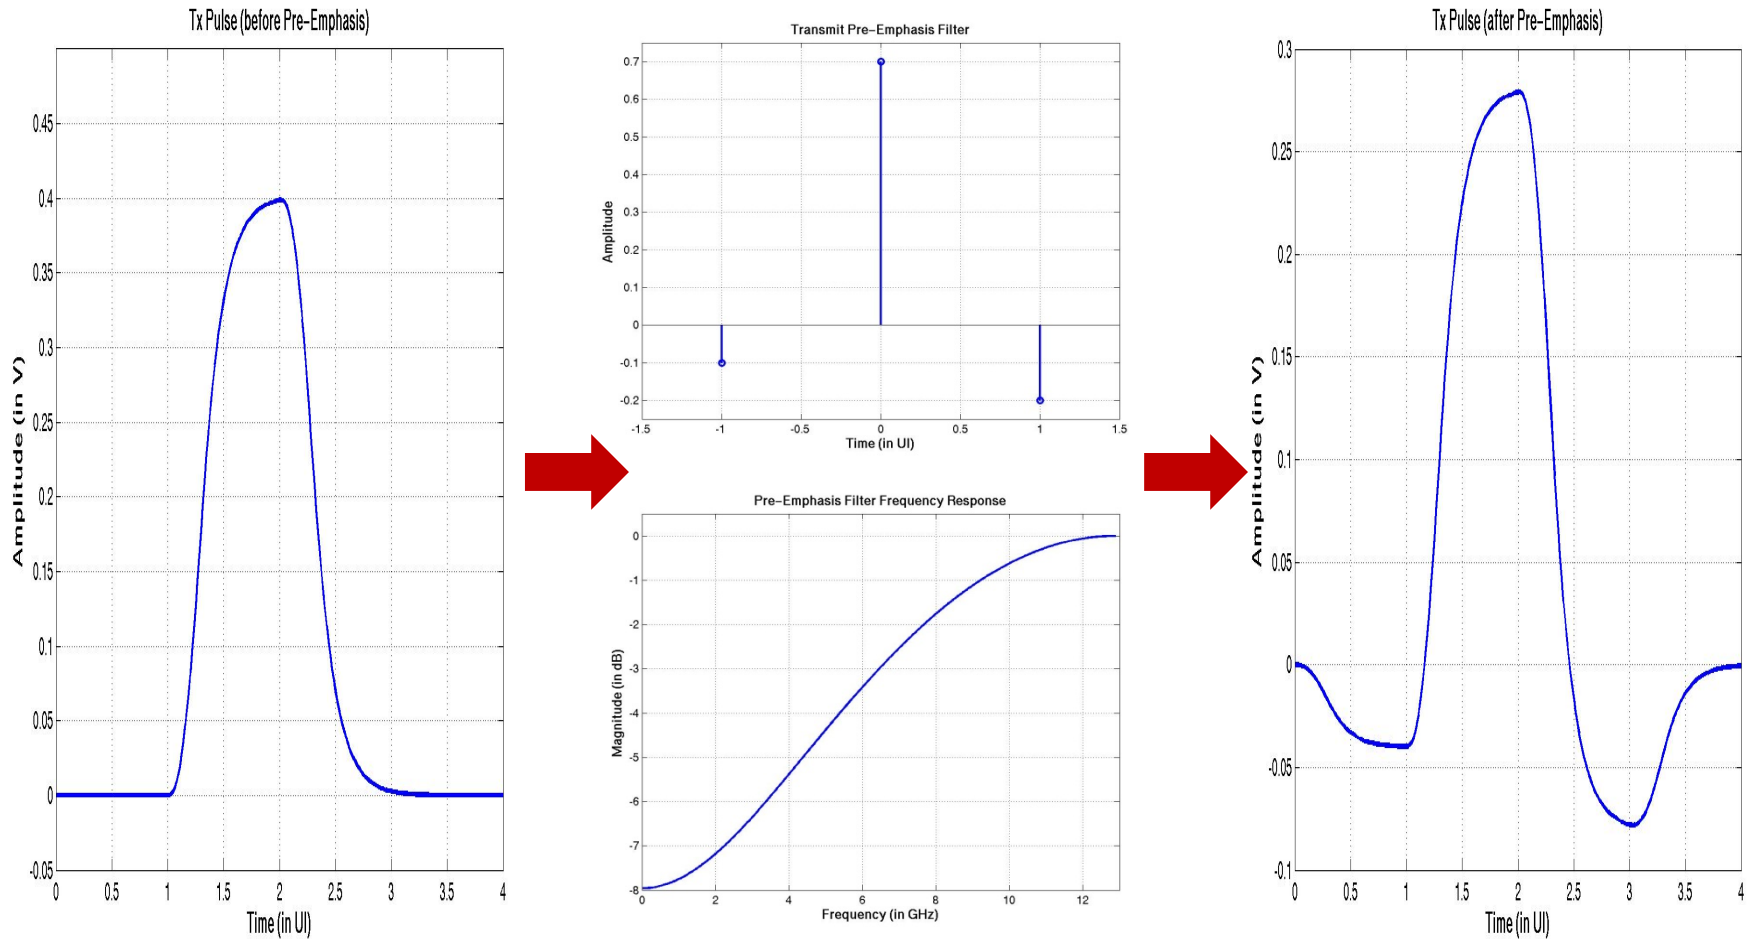 Tx Pulse (before Pre-Emphasis)
0.45
0.4
0.35
0.3
0.25
0.2
0.15
0.1
0.05
0
-0.05
0 0.5 1 1.5 2 2.5 3 3.5 4
Amplitude (in V)
Time (in UI)
Transmit Pre-Emphasis Filter
0.7
0.6
0.5
0.4
0.3
0.2
0.1
0
-0.1
-0.2
-1.5 -1 -0.5 0 0.5 1 1.5
Amplitude
Time (in UI)
Pre-Emphasis Filter Frequency Response
0
-1
-2
-3
-4
-5
-6
-7
-8
0 2 4 6 8 10 12
Magnitude (in dB)
Frequency (in GHz)
Tx Pulse (after Pre-Emphasis)
0.3
0.25
0.2
0.15
0.1
0.05
0
-0.05
-0.1
0 0.5 1 1.5 2 2.5 3 3.5 4
Amplitude (in V)
Time (in UI)